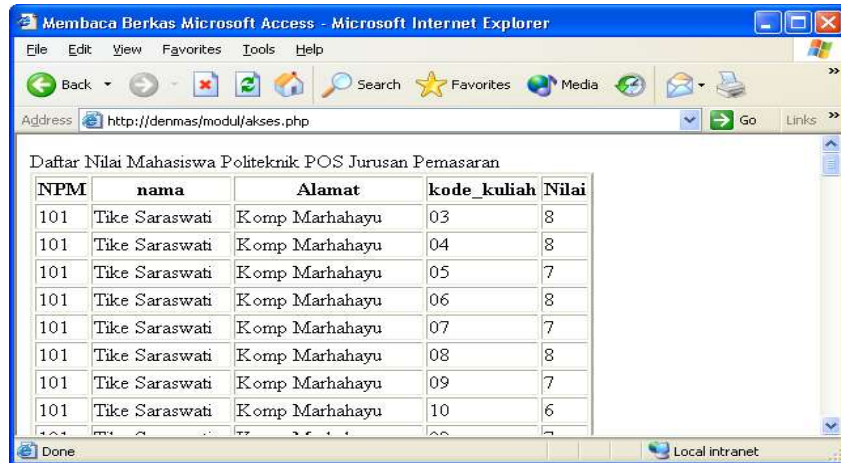 Membaca Berkas Microsoft Access - Microsoft Internet Explorer
File Edit View Favorites Tools Help
Back Search Favorites Media »
Address http://denmas/modul/akses.php Go Links »
Daftar Nilai Mahasiswa Politeknik POS Jurusan Pemasaran
NPM nama Alamat kode_kuliah Nilai
101 Tike Saraswati Komp Marhahayu 03 8
101 Tike Saraswati Komp Marhahayu 04 8
101 Tike Saraswati Komp Marhahayu 05 7
101 Tike Saraswati Komp Marhahayu 06 8
101 Tike Saraswati Komp Marhahayu 07 7
101 Tike Saraswati Komp Marhahayu 08 8
101 Tike Saraswati Komp Marhahayu 09 7
101 Tike Saraswati Komp Marhahayu 10 6
Done Local intranet